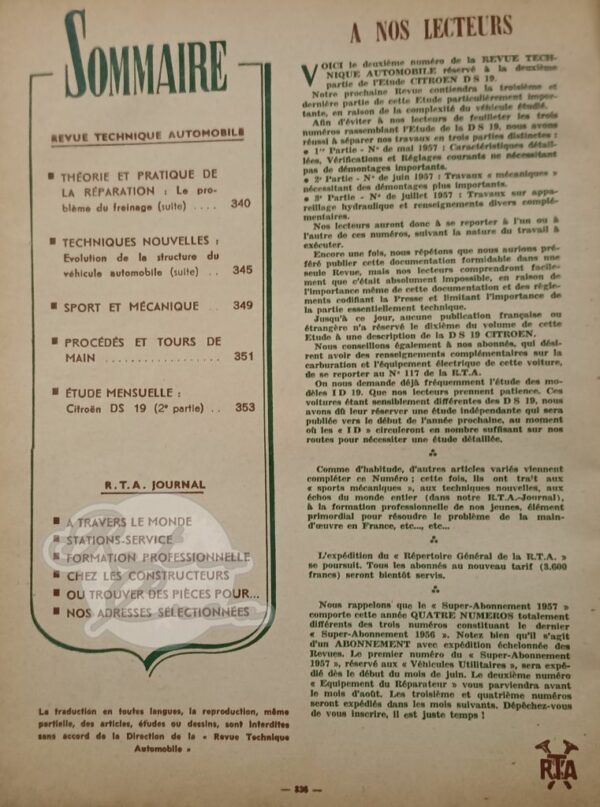 SOMMAIRE
REVUE TECHNIQUE AUTOMOBILE
■ THÉORIE ET PRATIQUE DE
LA RÉPARATION : Le pro-
blème du freinage (suite) .... 340
■ TECHNIQUES NOUVELLES :
Evolution de la structure du
véhicule automobile (suite) .. 345
■ SPORT ET MÉCANIQUE .. 349
■ PROCÉDÉS ET TOURS DE
MAIN .................. 351
■ ÉTUDE MENSUELLE :
Citroën DS 19 (2e partie) .. 353
R.T.A. JOURNAL
■ A TRAVERS LE MONDE
■ STATIONS-SERVICE
■ FORMATION PROFESSIONNELLE
■ CHEZ LES CONSTRUCTEURS
■ OU TROUVER DES PIÈCES POUR...
■ NOS ADRESSES SÉLECTIONNÉES
La traduction en toutes langues, la reproduction, même
partielle, des articles, études ou dessins, sont interdites
sans accord de la Direction de la « Revue Technique
Automobile »
A NOS LECTEURS
VOICI le deuxième numéro de la REVUE TECH-
NIQUE AUTOMOBILE réservé à la deuxième
partie de l'Etude CITROEN DS 19.
Notre prochaine Revue contiendra la troisième et
dernière partie de cette Etude particulièrement impor-
tante, en raison de la complexité du véhicule étudié.
Afin d'éviter à nos lecteurs de feuilleter les trois
numéros rassemblant l'Etude de la DS 19, nous avons
réussi à séparer nos travaux en trois parties distinctes :
• 1re Partie - N° de mai 1957 : Caractéristiques détail-
lées, Vérifications et Réglages courants ne nécessitant
pas de démontages importants.
• 2e Partie - N° de juin 1957 : Travaux « mécaniques »
nécessitant des démontages plus importants.
• 3e Partie - N° de juillet 1957 : Travaux sur appa-
reillage hydraulique et renseignements divers complé-
mentaires.
Nos lecteurs auront donc à se reporter à l'un ou à
l'autre de ces numéros, suivant la nature du travail à
exécuter.
Encore une fois, nous répétons que nous aurions pré-
féré publier cette documentation formidable dans une
seule Revue, mais nos lecteurs comprendront facile-
ment que c'était absolument impossible, en raison de
l'importance même de cette documentation et des règle-
ments codifiant la Presse et limitant l'importance de
la partie essentiellement technique.
Jusqu'à ce jour, aucune publication française ou
étrangère n'a réservé le dixième du volume de cette
Etude à une description de la DS 19 CITROEN.
Nous conseillons également à nos abonnés, qui dési-
rent avoir des renseignements complémentaires sur la
carburation et l'équipement électrique de cette voiture,
de se reporter au N° 117 de la R.T.A.
On nous demande déjà fréquemment l'étude des mo-
dèles ID 19. Que nos lecteurs prennent patience. Ces
voitures étant sensiblement différentes des DS 19, nous
avons dû leur réserver une étude indépendante qui sera
publiée vers le début de l'année prochaine, au moment
où les « ID » circuleront en nombre suffisant sur nos
routes pour nécessiter une étude détaillée.
Comme d'habitude, d'autres articles variés viennent
compléter ce Numéro ; cette fois, ils ont trait aux
« sports mécaniques », aux techniques nouvelles, aux
échos du monde entier (dans notre R.T.A.-Journal),
à la formation professionnelle de nos jeunes, élément
primordial pour résoudre le problème de la main-
d'œuvre en France, etc..., etc...
L'expédition du « Répertoire Général de la R.T.A. »
se poursuit. Tous les abonnés au nouveau tarif (3.600
francs) seront bientôt servis.
Nous rappelons que le « Super-Abonnement 1957 »
comporte cette année QUATRE NUMEROS totalement
différents des trois numéros constituant le dernier
« Super-Abonnement 1956 ». Notez bien qu'il s'agit
d'un ABONNEMENT avec expédition échelonnée des
Revues. Le premier numéro du « Super-Abonnement
1957 », réservé aux « Véhicules Utilitaires », sera expé-
dié dès le début du mois de juin. Le deuxième numéro
« Equipement du Réparateur » vous parviendra avant
le mois d'août. Les troisième et quatrième numéros
seront expédiés dans les mois suivants. Dépêchez-vous
de vous inscrire, il est juste temps !
RTA